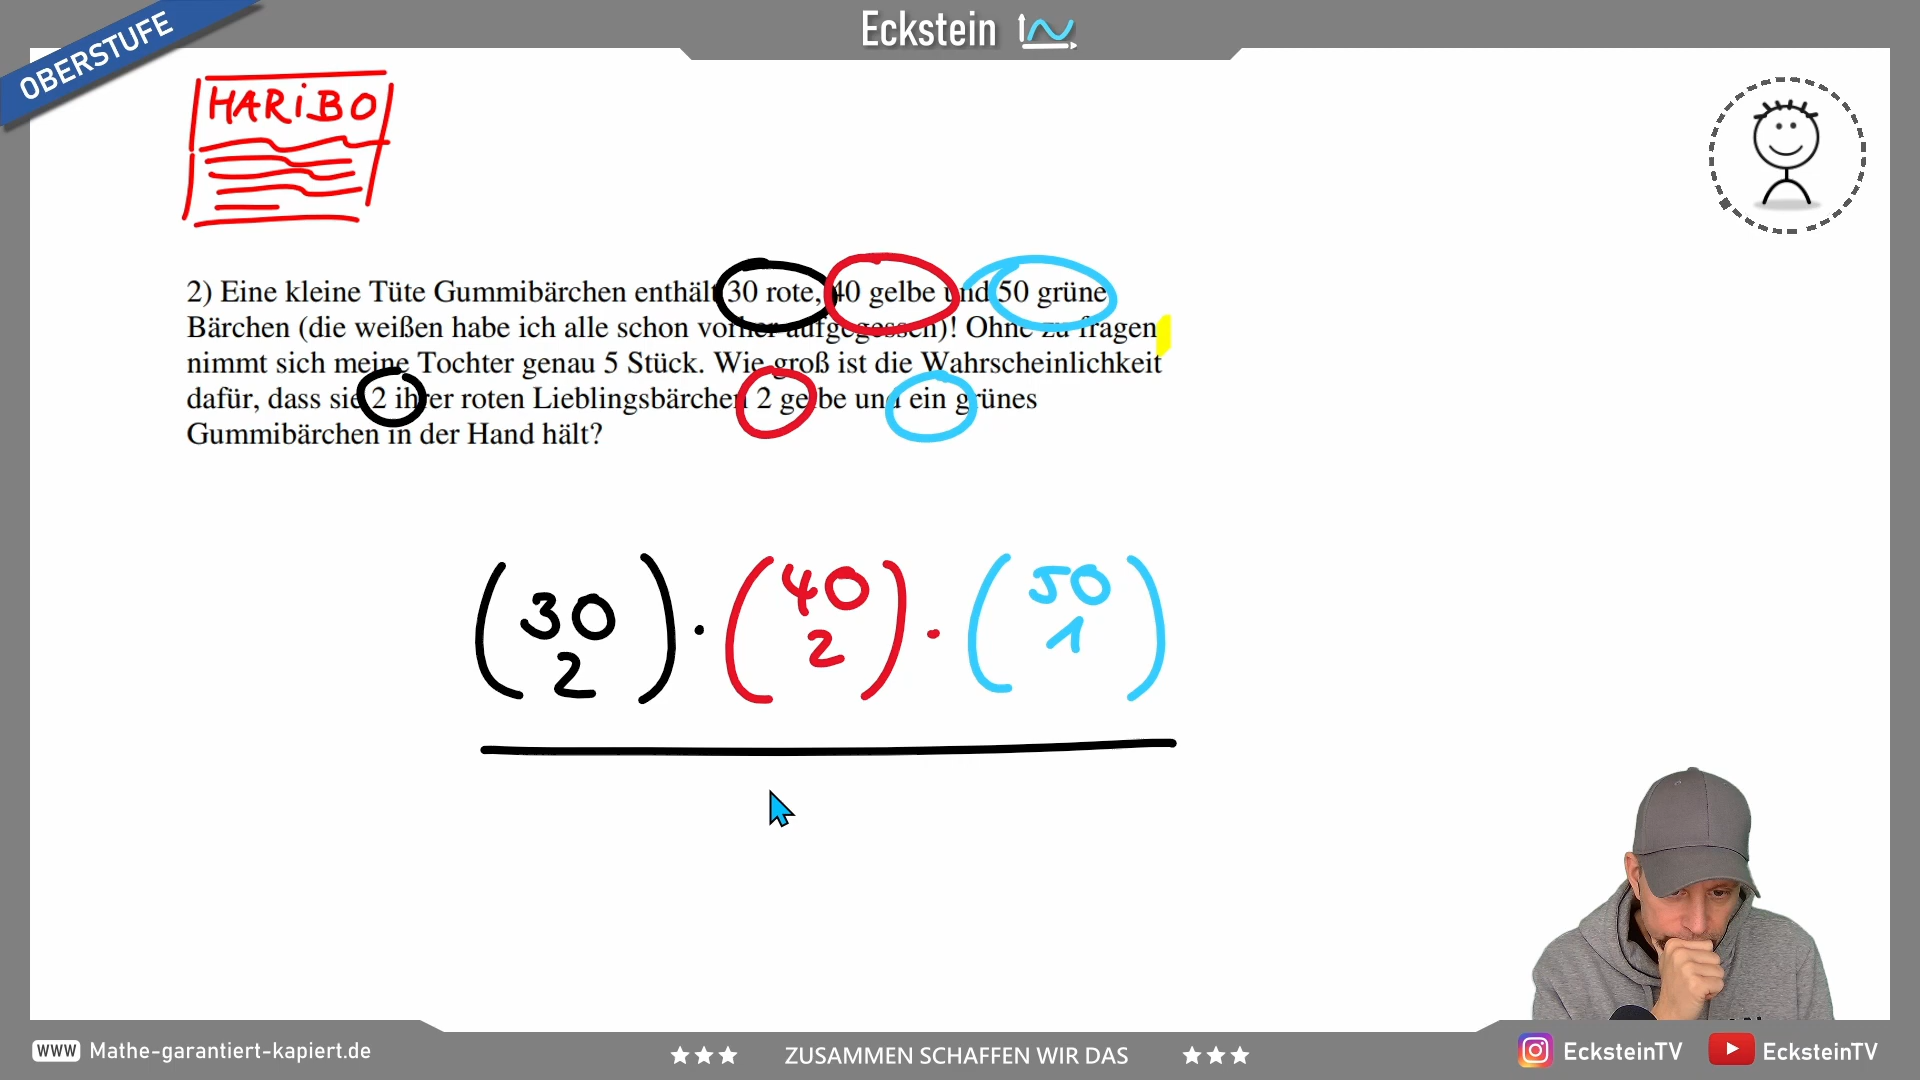 OBERSTUFE
Eckstein
HARiBO
2) Eine kleine Tüte Gummibärchen enthält 30 rote, 40 gelbe und 50 grüne
Bärchen (die weißen habe ich alle schon vorher aufgegessen)! Ohne zu fragen
nimmt sich meine Tochter genau 5 Stück. Wie groß ist die Wahrscheinlichkeit
dafür, dass sie 2 ihrer roten Lieblingsbärchen 2 gelbe und ein grünes
Gummibärchen in der Hand hält?
( 30 ) · ( 40 ) · ( 50 )
2 2 1
www Mathe-garantiert-kapiert.de
★★★ ZUSAMMEN SCHAFFEN WIR DAS ★★★
EcksteinTV
EcksteinTV